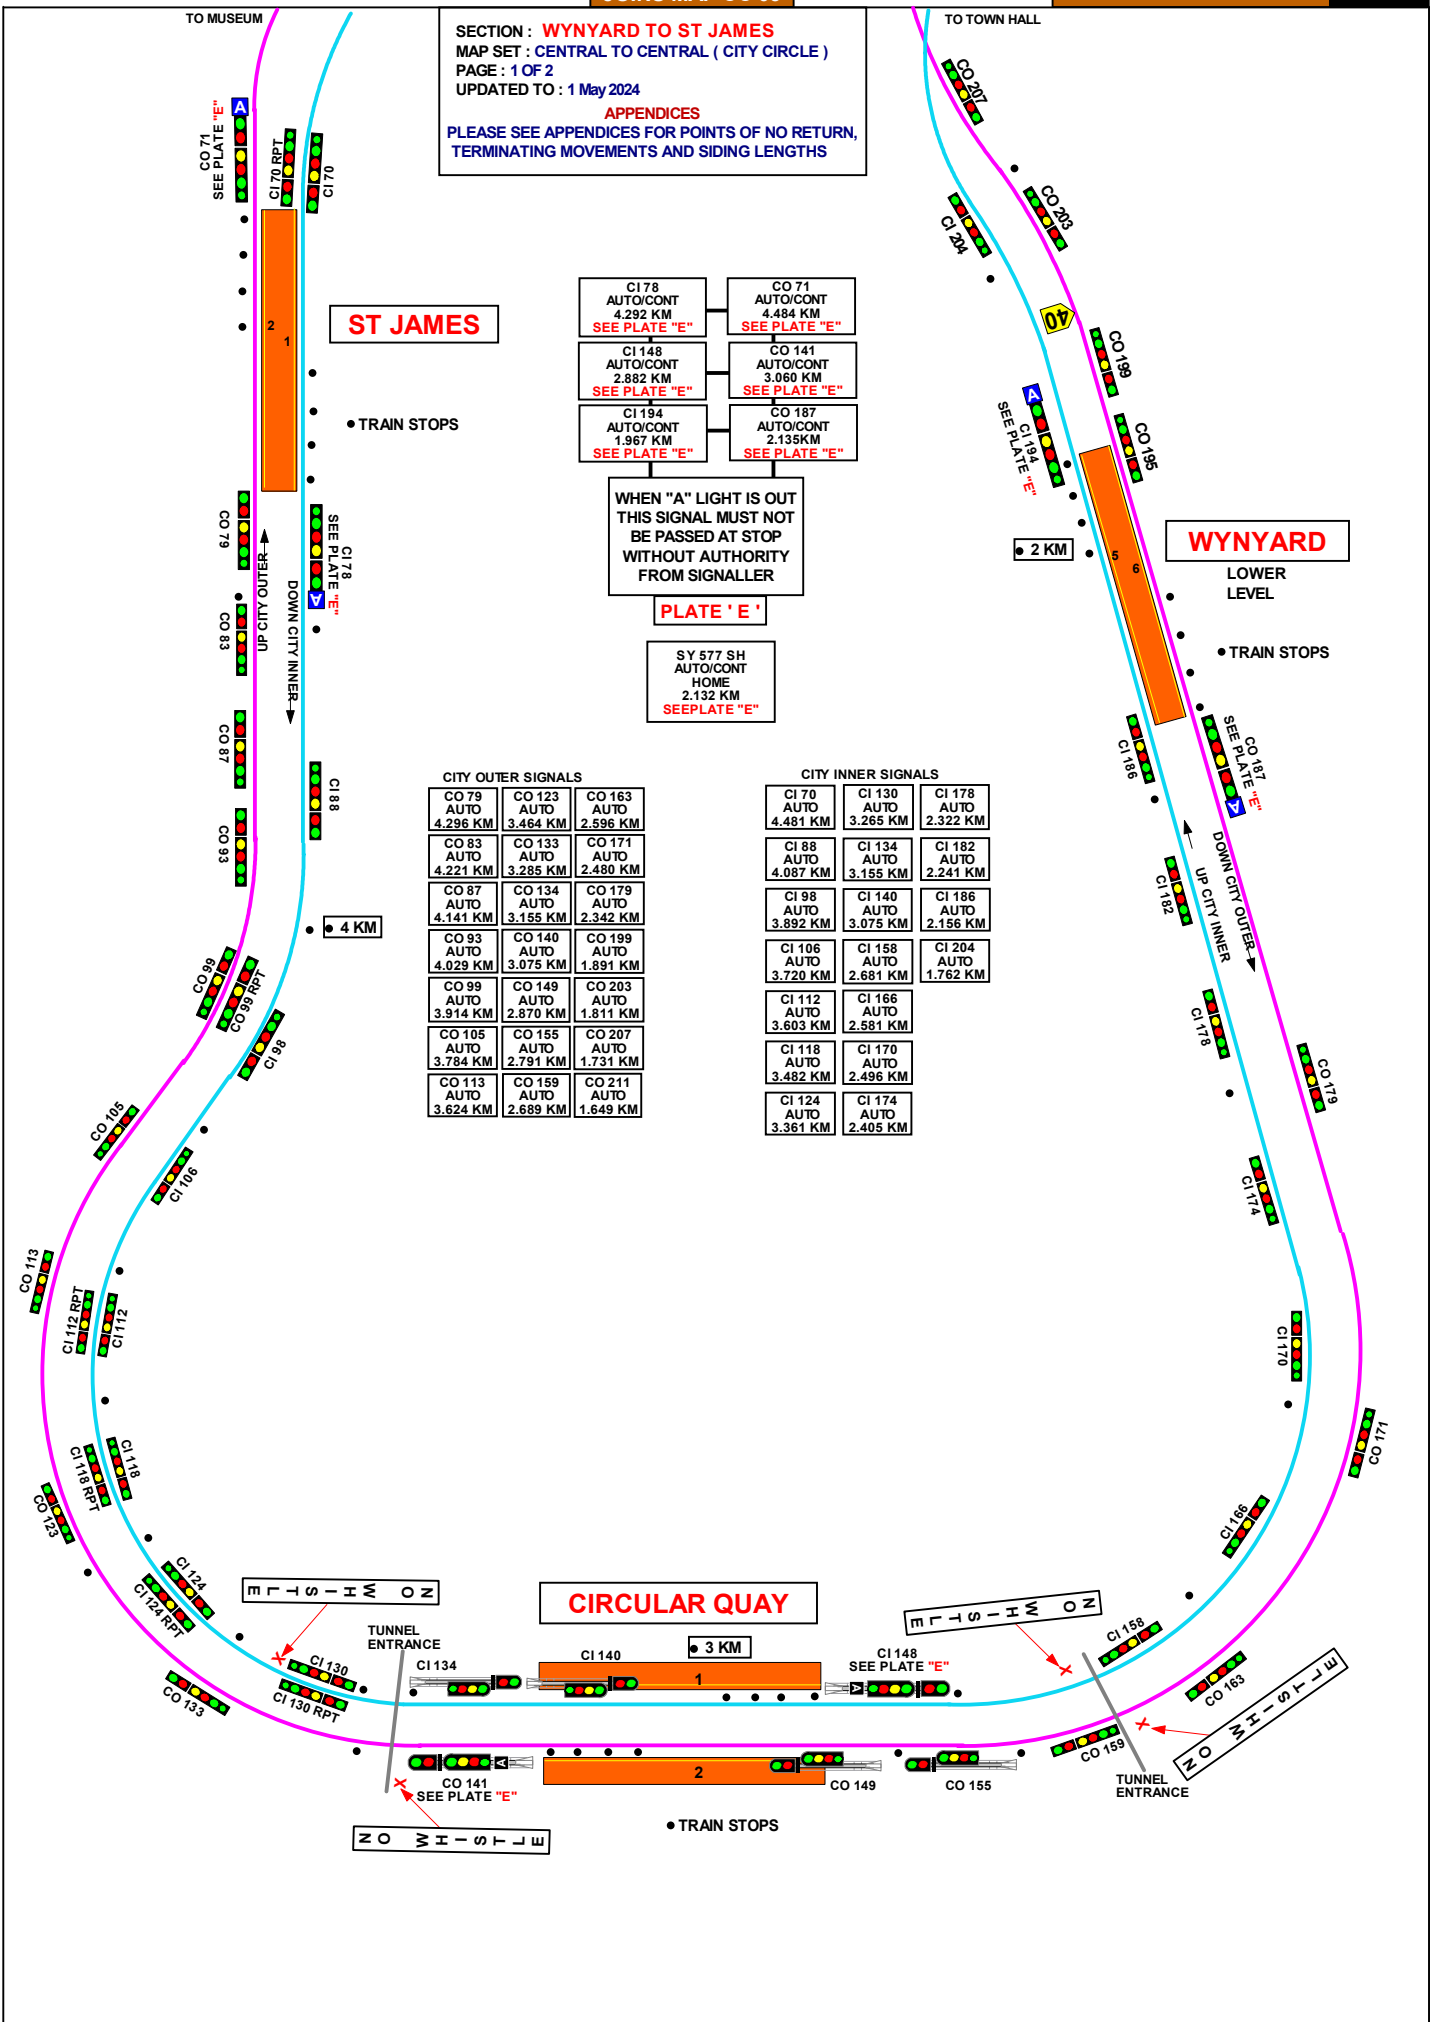 TO MUSEUM
TO TOWN HALL
SECTION : WYNYARD TO ST JAMES
MAP SET : CENTRAL TO CENTRAL ( CITY CIRCLE )
PAGE : 1 OF 2
UPDATED TO : 1 May 2024
APPENDICES
PLEASE SEE APPENDICES FOR POINTS OF NO RETURN,
TERMINATING MOVEMENTS AND SIDING LENGTHS
CO 71
SEE PLATE "E"
A
CI 70 RPT
CI 70
CO 207
CO 203
CI 204
40
CO 199
CO 195
A
CI 194
SEE PLATE "E"
ST JAMES
2
1
TRAIN STOPS
CI 78
AUTO/CONT
4.292 KM
SEE PLATE "E"
CO 71
AUTO/CONT
4.484 KM
SEE PLATE "E"
CI 148
AUTO/CONT
2.882 KM
SEE PLATE "E"
CO 141
AUTO/CONT
3.060 KM
SEE PLATE "E"
CI 194
AUTO/CONT
1.967 KM
SEE PLATE "E"
CO 187
AUTO/CONT
2.135KM
SEE PLATE "E"
WHEN "A" LIGHT IS OUT
THIS SIGNAL MUST NOT
BE PASSED AT STOP
WITHOUT AUTHORITY
FROM SIGNALLER
PLATE ' E '
SY 577 SH
AUTO/CONT
HOME
2.132 KM
SEEPLATE "E"
2 KM
5
6
WYNYARD
LOWER
LEVEL
TRAIN STOPS
CO 79
CO 83
UP CITY OUTER
DOWN CITY INNER
CI 78
SEE PLATE "E"
A
CO 87
CI 88
CO 93
4 KM
CI 186
CO 187
SEE PLATE "E"
A
CI 182
UP CITY INNER
DOWN CITY OUTER
CITY OUTER SIGNALS
CO 79
AUTO
4.296 KM
CO 123
AUTO
3.464 KM
CO 163
AUTO
2.596 KM
CO 83
AUTO
4.221 KM
CO 133
AUTO
3.285 KM
CO 171
AUTO
2.480 KM
CO 87
AUTO
4.141 KM
CO 134
AUTO
3.155 KM
CO 179
AUTO
2.342 KM
CO 93
AUTO
4.029 KM
CO 140
AUTO
3.075 KM
CO 199
AUTO
1.891 KM
CO 99
AUTO
3.914 KM
CO 149
AUTO
2.870 KM
CO 203
AUTO
1.811 KM
CO 105
AUTO
3.784 KM
CO 155
AUTO
2.791 KM
CO 207
AUTO
1.731 KM
CO 113
AUTO
3.624 KM
CO 159
AUTO
2.689 KM
CO 211
AUTO
1.649 KM
CITY INNER SIGNALS
CI 70
AUTO
4.481 KM
CI 130
AUTO
3.265 KM
CI 178
AUTO
2.322 KM
CI 88
AUTO
4.087 KM
CI 134
AUTO
3.155 KM
CI 182
AUTO
2.241 KM
CI 98
AUTO
3.892 KM
CI 140
AUTO
3.075 KM
CI 186
AUTO
2.156 KM
CI 106
AUTO
3.720 KM
CI 158
AUTO
2.681 KM
CI 204
AUTO
1.762 KM
CI 112
AUTO
3.603 KM
CI 166
AUTO
2.581 KM
CI 118
AUTO
3.482 KM
CI 170
AUTO
2.496 KM
CI 124
AUTO
3.361 KM
CI 174
AUTO
2.405 KM
CO 99
CO 99 RPT
CI 98
CO 105
CI 106
CO 113
CI 112 RPT
CI 112
CI 118
CI 118 RPT
CO 123
CI 124
CI 124 RPT
CO 133
CI 130
CI 130 RPT
CI 178
CO 179
CI 174
CI 170
CO 171
CI 166
CI 158
CO 163
CO 159
NO WHISTLE
NO WHISTLE
NO WHISTLE
NO WHISTLE
X
X
X
X
TUNNEL
ENTRANCE
CIRCULAR QUAY
3 KM
CI 134
CI 140
1
CI 148
SEE PLATE "E"
A
A
CO 141
SEE PLATE "E"
2
CO 149
CO 155
TUNNEL
ENTRANCE
TRAIN STOPS